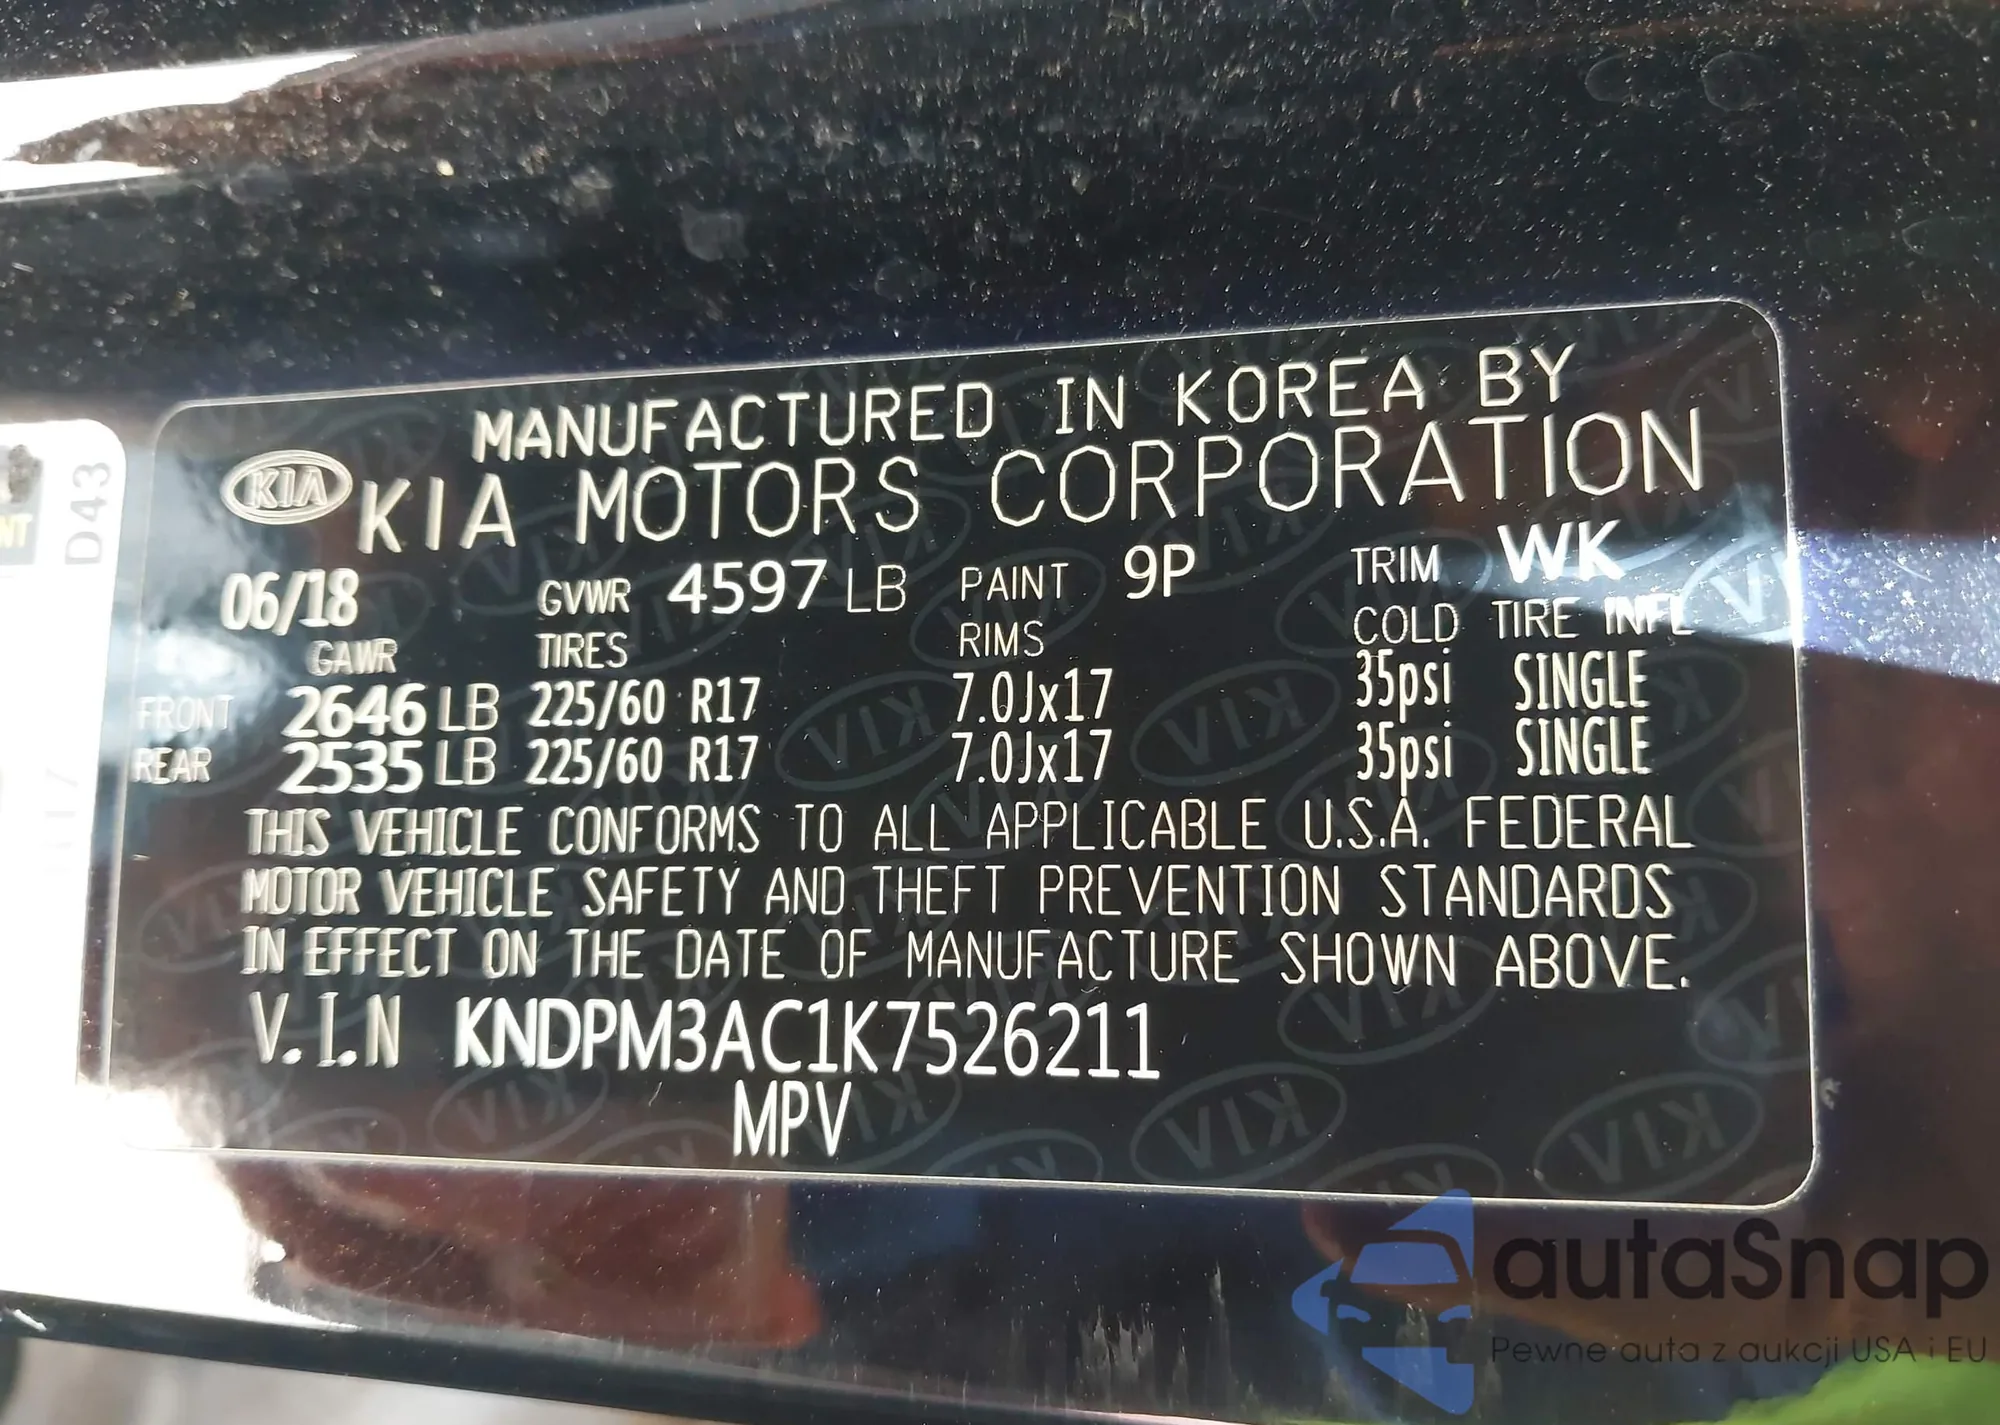 MANUFACTURED IN KOREA BY
KIA KIA MOTORS CORPORATION
06/18 GVWR 4597 LB PAINT 9P TRIM WK
GAWR TIRES RIMS COLD TIRE INFL
FRONT 2646 LB 225/60 R17 7.0Jx17 35psi SINGLE
REAR 2535 LB 225/60 R17 7.0Jx17 35psi SINGLE
THIS VEHICLE CONFORMS TO ALL APPLICABLE U.S.A. FEDERAL
MOTOR VEHICLE SAFETY AND THEFT PREVENTION STANDARDS
IN EFFECT ON THE DATE OF MANUFACTURE SHOWN ABOVE.
V.I.N KNDPM3AC1K7526211
MPV
D43
autaSnap
Pewne auta z aukcji USA i EU